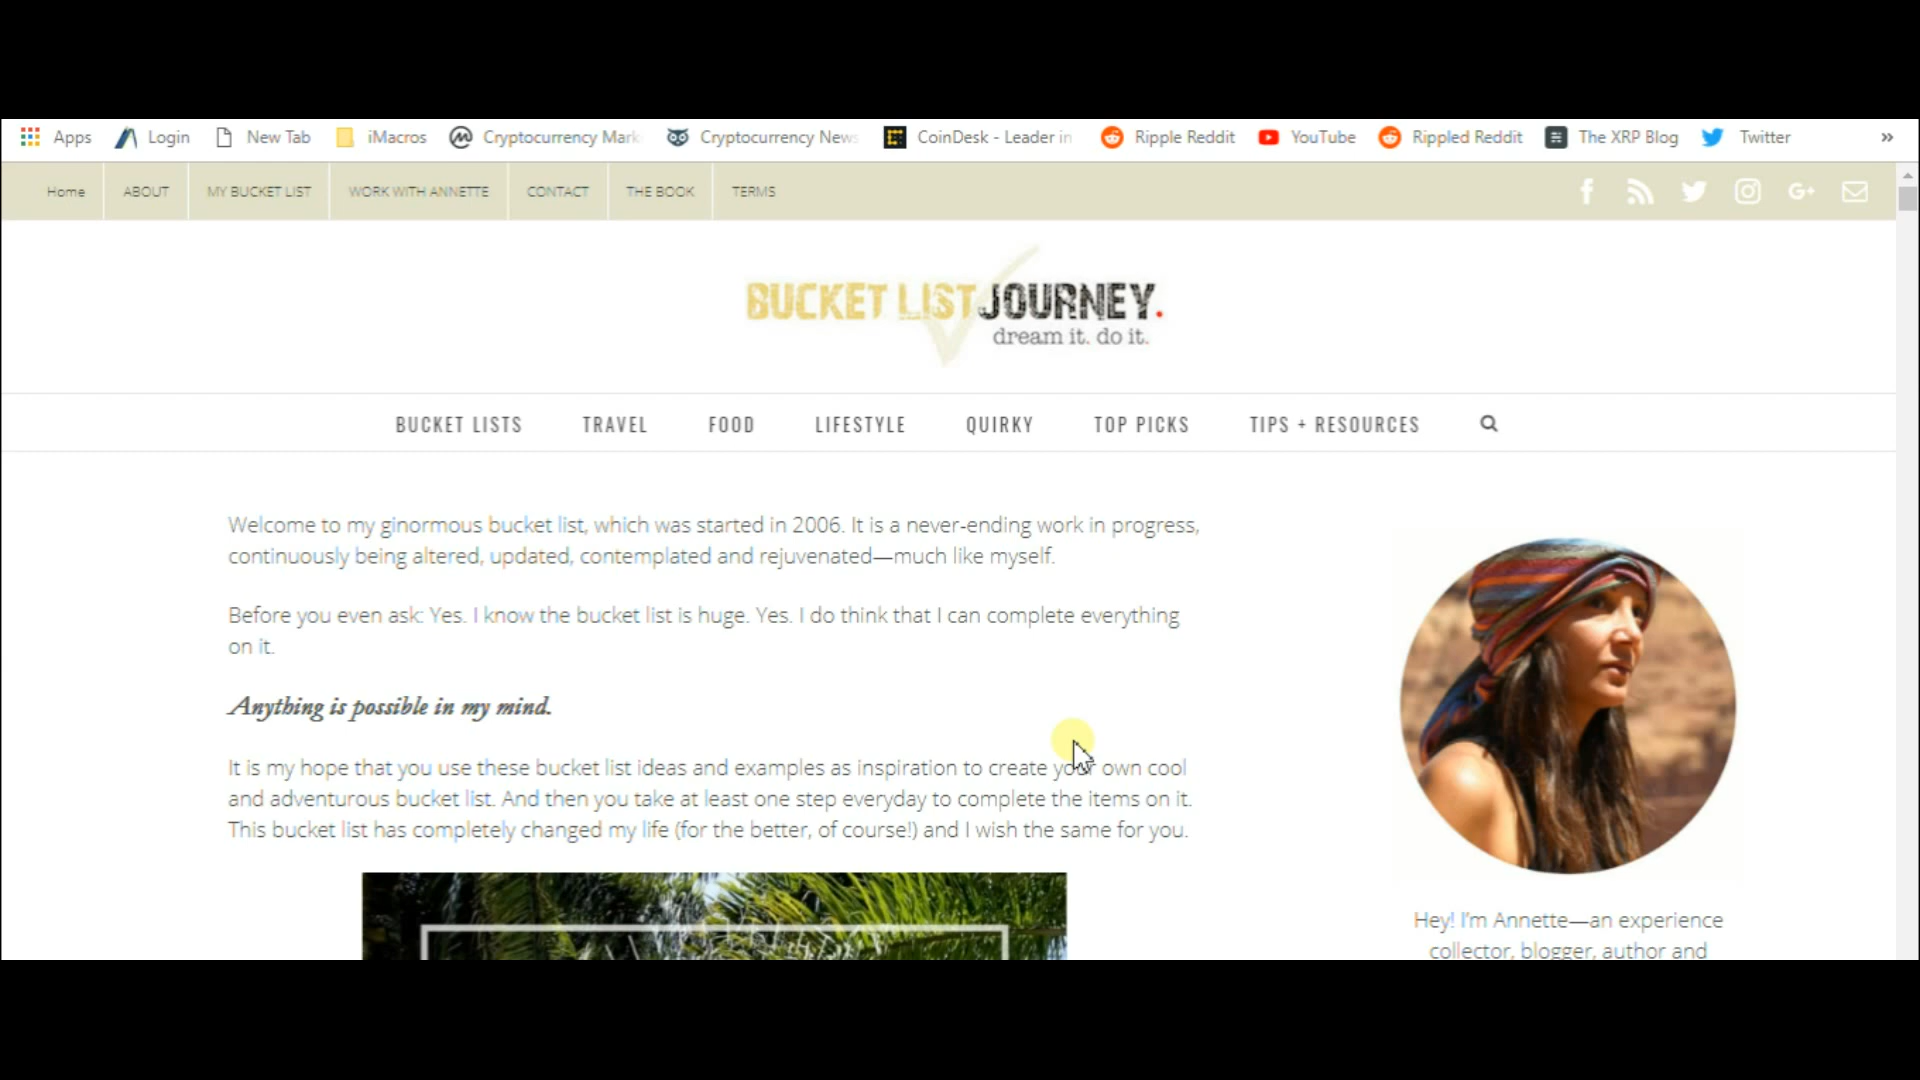 Apps Login New Tab iMacros Cryptocurrency Mark Cryptocurrency News CoinDesk - Leader in Ripple Reddit YouTube Rippled Reddit The XRP Blog Twitter »
Home ABOUT MY BUCKET LIST WORK WITH ANNETTE CONTACT THE BOOK TERMS
BUCKET LIST JOURNEY.
dream it. do it.
BUCKET LISTS TRAVEL FOOD LIFESTYLE QUIRKY TOP PICKS TIPS + RESOURCES
Welcome to my ginormous bucket list, which was started in 2006. It is a never-ending work in progress,
continuously being altered, updated, contemplated and rejuvenated—much like myself.
Before you even ask: Yes. I know the bucket list is huge. Yes. I do think that I can complete everything
on it.
Anything is possible in my mind.
It is my hope that you use these bucket list ideas and examples as inspiration to create your own cool
and adventurous bucket list. And then you take at least one step everyday to complete the items on it.
This bucket list has completely changed my life (for the better, of course!) and I wish the same for you.
Hey! I'm Annette—an experience
collector, blogger, author and